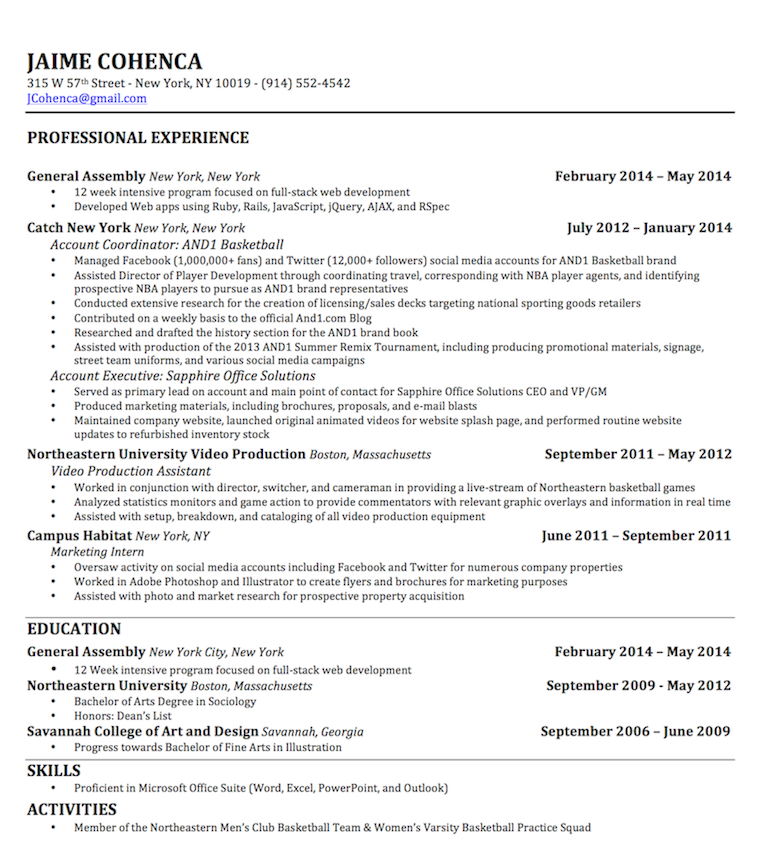 JAIME COHENCA
315 W 57th Street - New York, NY 10019 - (914) 552-4542
JCohenca@gmail.com
PROFESSIONAL EXPERIENCE
General Assembly New York, New York February 2014 – May 2014
• 12 week intensive program focused on full-stack web development
• Developed Web apps using Ruby, Rails, JavaScript, jQuery, AJAX, and RSpec
Catch New York New York, New York July 2012 – January 2014
Account Coordinator: AND1 Basketball
• Managed Facebook (1,000,000+ fans) and Twitter (12,000+ followers) social media accounts for AND1 Basketball brand
• Assisted Director of Player Development through coordinating travel, corresponding with NBA player agents, and identifying
prospective NBA players to pursue as AND1 brand representatives
• Conducted extensive research for the creation of licensing/sales decks targeting national sporting goods retailers
• Contributed on a weekly basis to the official And1.com Blog
• Researched and drafted the history section for the AND1 brand book
• Assisted with production of the 2013 AND1 Summer Remix Tournament, including producing promotional materials, signage,
street team uniforms, and various social media campaigns
Account Executive: Sapphire Office Solutions
• Served as primary lead on account and main point of contact for Sapphire Office Solutions CEO and VP/GM
• Produced marketing materials, including brochures, proposals, and e-mail blasts
• Maintained company website, launched original animated videos for website splash page, and performed routine website
updates to refurbished inventory stock
Northeastern University Video Production Boston, Massachusetts September 2011 – May 2012
Video Production Assistant
• Worked in conjunction with director, switcher, and cameraman in providing a live-stream of Northeastern basketball games
• Analyzed statistics monitors and game action to provide commentators with relevant graphic overlays and information in real time
• Assisted with setup, breakdown, and cataloging of all video production equipment
Campus Habitat New York, NY June 2011 – September 2011
Marketing Intern
• Oversaw activity on social media accounts including Facebook and Twitter for numerous company properties
• Worked in Adobe Photoshop and Illustrator to create flyers and brochures for marketing purposes
• Assisted with photo and market research for prospective property acquisition
EDUCATION
General Assembly New York City, New York February 2014 – May 2014
• 12 Week intensive program focused on full-stack web development
Northeastern University Boston, Massachusetts September 2009 - May 2012
• Bachelor of Arts Degree in Sociology
• Honors: Dean's List
Savannah College of Art and Design Savannah, Georgia September 2006 – June 2009
• Progress towards Bachelor of Fine Arts in Illustration
SKILLS
• Proficient in Microsoft Office Suite (Word, Excel, PowerPoint, and Outlook)
ACTIVITIES
• Member of the Northeastern Men's Club Basketball Team & Women's Varsity Basketball Practice Squad